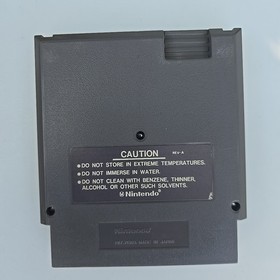 CAUTION REV-A
●DO NOT STORE IN EXTREME TEMPERATURES.
●DO NOT IMMERSE IN WATER.
●DO NOT CLEAN WITH BENZENE, THINNER,
ALCOHOL OR OTHER SUCH SOLVENTS.
Nintendo®
Nintendo